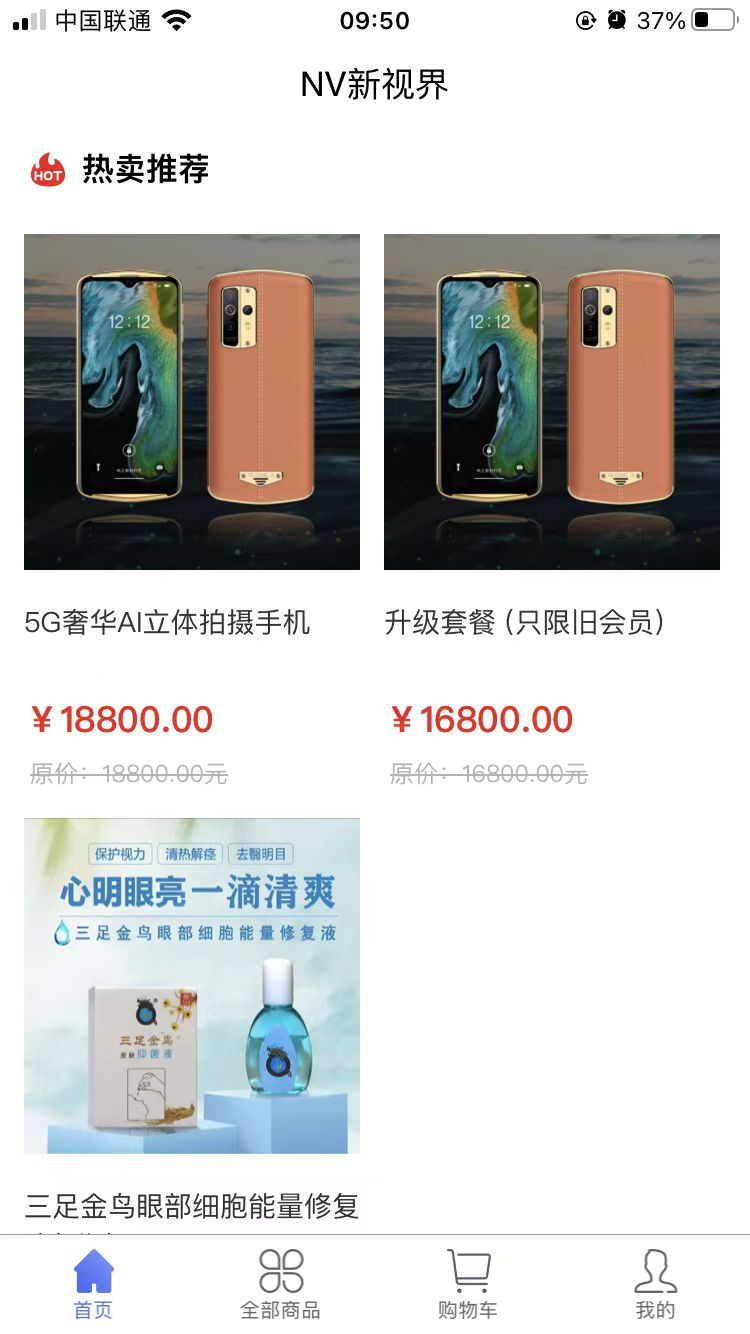 中国联通
09:50
37%
NV新视界
HOT
热卖推荐
12:12
12:12
5G奢华AI立体拍摄手机
升级套餐 (只限旧会员)
¥18800.00
¥16800.00
原价：18800.00元
原价：16800.00元
保护视力 清热解痉 去翳明目
心明眼亮一滴清爽
三足金鸟眼部细胞能量修复液
三足金鸟
皮肤抑菌液
三足金鸟眼部细胞能量修复
首页
全部商品
购物车
我的